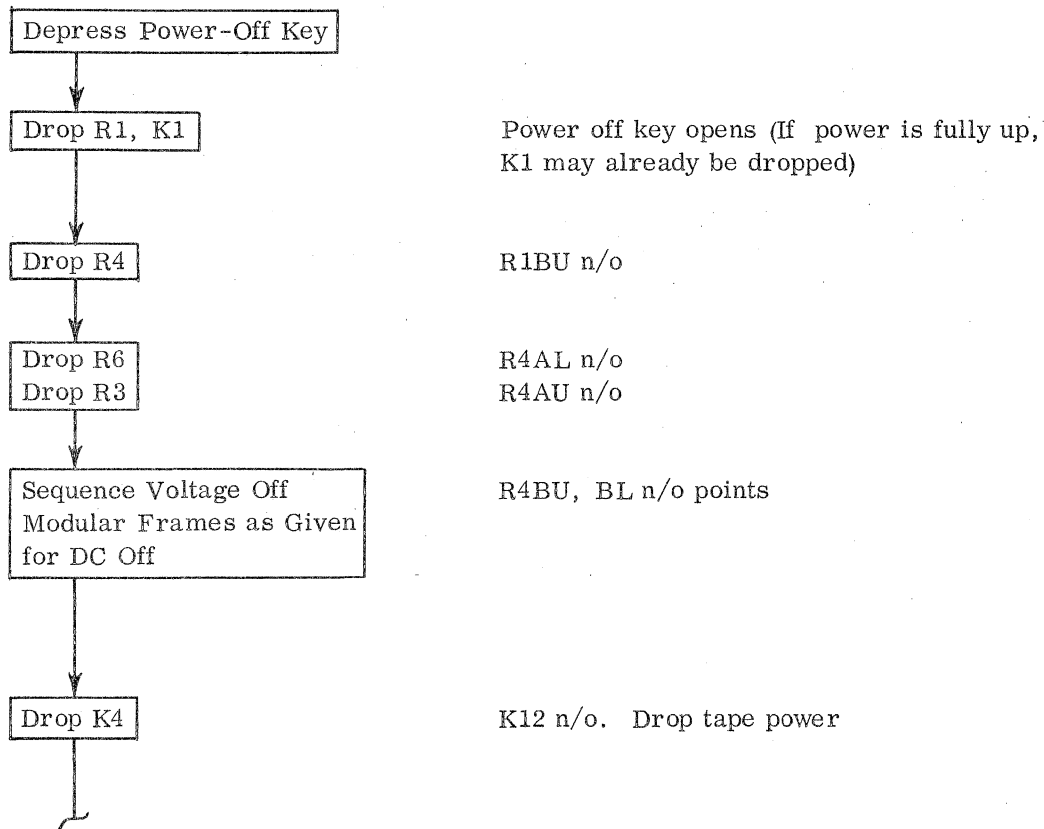 Depress Power-Off Key
Drop R1, K1
Power off key opens (If power is fully up,
K1 may already be dropped)
Drop R4
R1BU n/o
Drop R6
Drop R3
R4AL n/o
R4AU n/o
Sequence Voltage Off
Modular Frames as Given
for DC Off
R4BU, BL n/o points
Drop K4
K12 n/o. Drop tape power